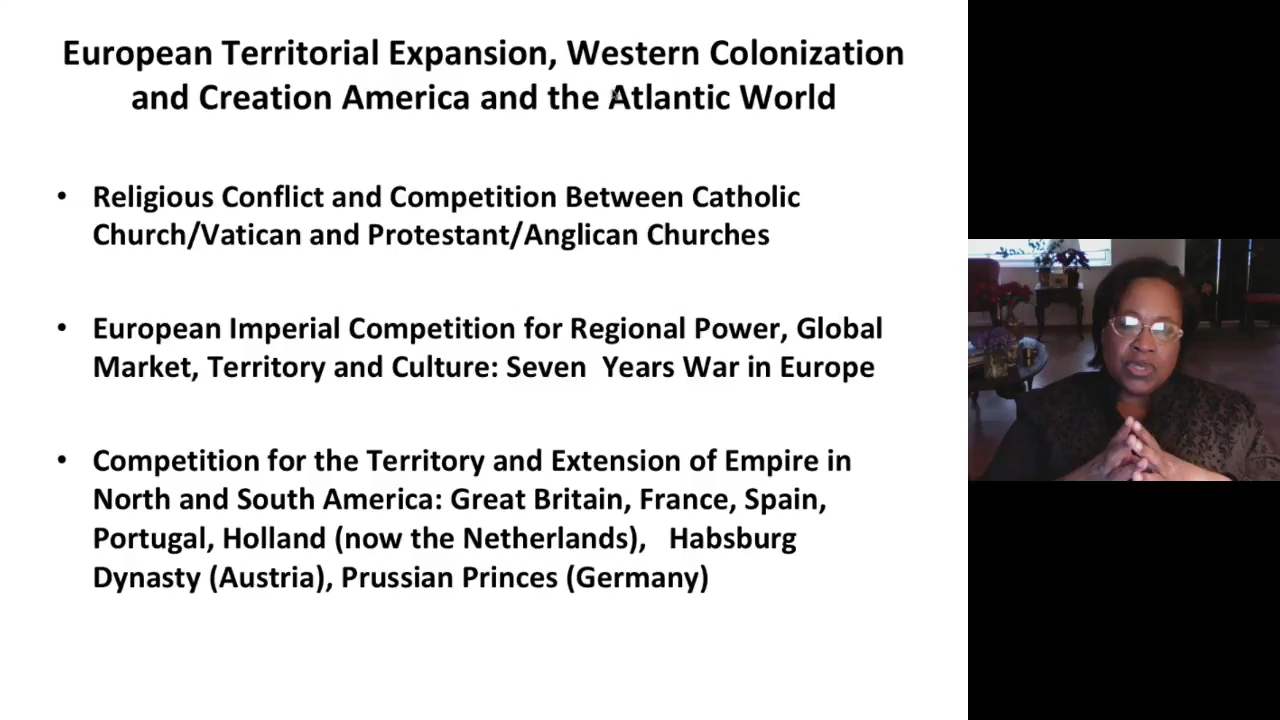 European Territorial Expansion, Western Colonization
and Creation America and the Atlantic World
• Religious Conflict and Competition Between Catholic
Church/Vatican and Protestant/Anglican Churches
• European Imperial Competition for Regional Power, Global
Market, Territory and Culture: Seven  Years War in Europe
• Competition for the Territory and Extension of Empire in
North and South America: Great Britain, France, Spain,
Portugal, Holland (now the Netherlands),   Habsburg
Dynasty (Austria), Prussian Princes (Germany)